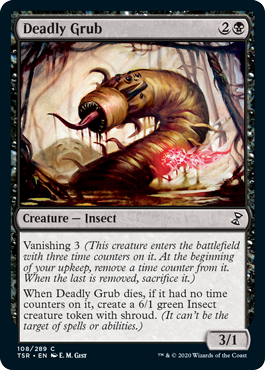 Deadly Grub 2
Creature — Insect
Vanishing 3 (This creature enters the battlefield
with three time counters on it. At the beginning
of your upkeep, remove a time counter from it.
When the last is removed, sacrifice it.)
When Deadly Grub dies, if it had no time
counters on it, create a 6/1 green Insect
creature token with shroud. (It can't be the
target of spells or abilities.)
3/1
108/289 C
TSR • EN E. M. Gist ™ & © 2020 Wizards of the Coast